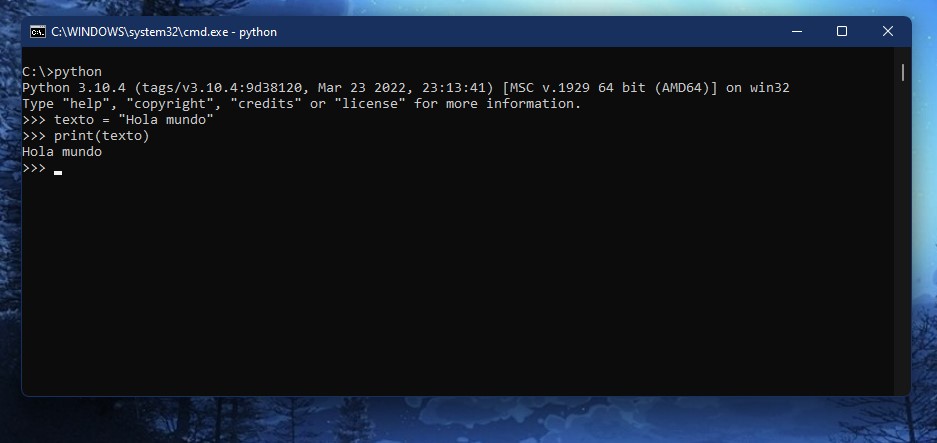 C:\WINDOWS\system32\cmd.exe - python
C:\>python
Python 3.10.4 (tags/v3.10.4:9d38120, Mar 23 2022, 23:13:41) [MSC v.1929 64 bit (AMD64)] on win32
Type "help", "copyright", "credits" or "license" for more information.
>>> texto = "Hola mundo"
>>> print(texto)
Hola mundo
>>>